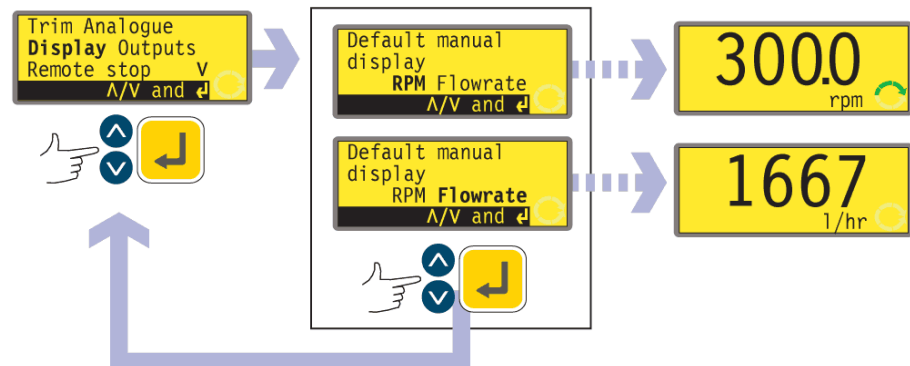 Trim Analogue
Display Outputs
Remote stop V
Λ/V and ↲
Default manual
display
RPM Flowrate
Λ/V and ↲
300.0
rpm
Default manual
display
RPM Flowrate
Λ/V and ↲
1667
l/hr